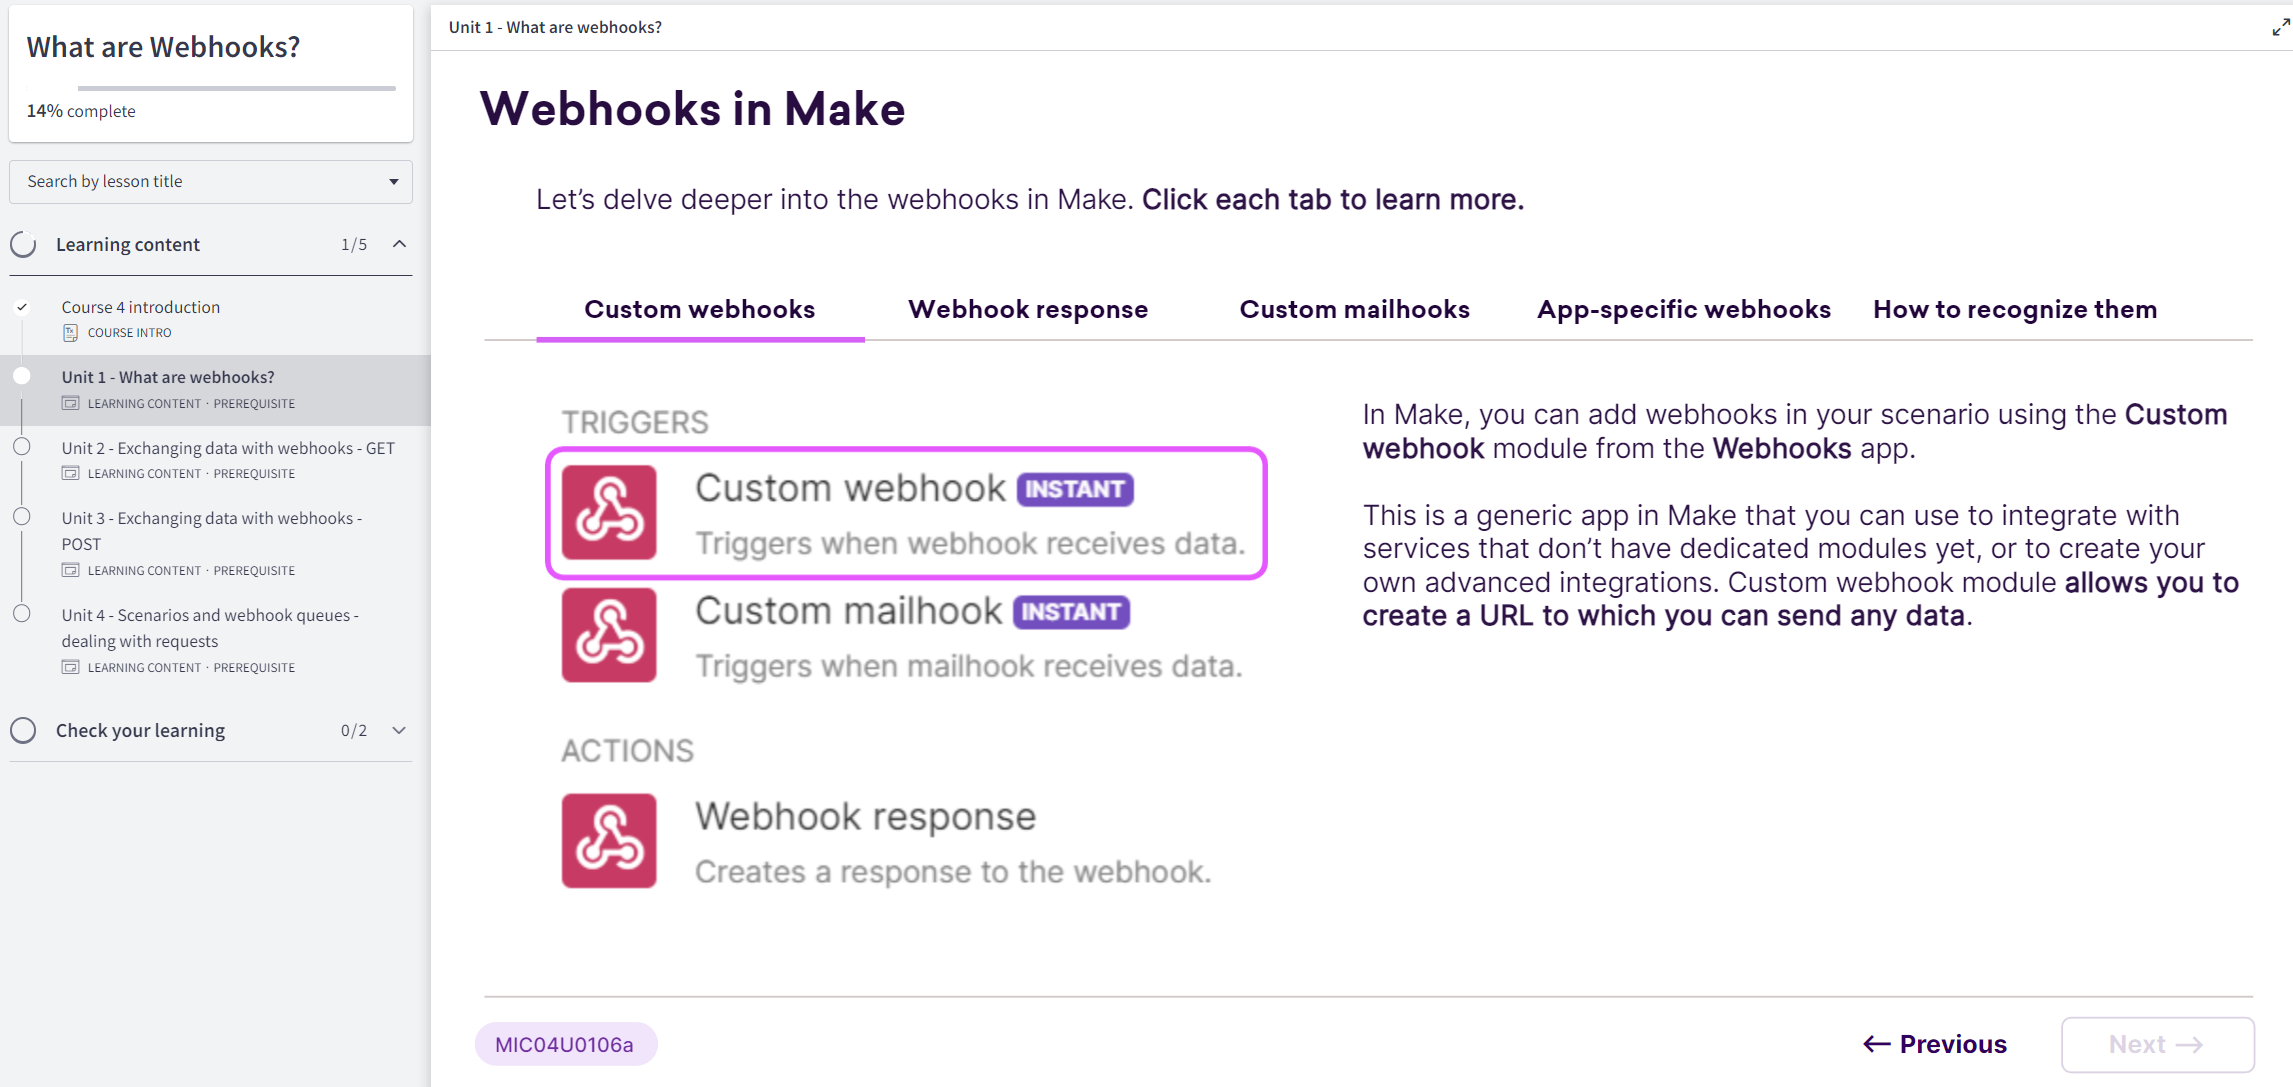 What are Webhooks?
14% complete
Search by lesson title
Learning content 1/5
Course 4 introduction
COURSE INTRO
Unit 1 - What are webhooks?
LEARNING CONTENT · PREREQUISITE
Unit 2 - Exchanging data with webhooks - GET
LEARNING CONTENT · PREREQUISITE
Unit 3 - Exchanging data with webhooks -
POST
LEARNING CONTENT · PREREQUISITE
Unit 4 - Scenarios and webhook queues -
dealing with requests
LEARNING CONTENT · PREREQUISITE
Check your learning 0/2
Unit 1 - What are webhooks?
Webhooks in Make
Let’s delve deeper into the webhooks in Make. Click each tab to learn more.
Custom webhooks Webhook response Custom mailhooks App-specific webhooks How to recognize them
TRIGGERS
Custom webhook INSTANT
Triggers when webhook receives data.
Custom mailhook INSTANT
Triggers when mailhook receives data.
ACTIONS
Webhook response
Creates a response to the webhook.
In Make, you can add webhooks in your scenario using the Custom
webhook module from the Webhooks app.
This is a generic app in Make that you can use to integrate with
services that don’t have dedicated modules yet, or to create your
own advanced integrations. Custom webhook module allows you to
create a URL to which you can send any data.
MIC04U0106a
← Previous
Next →